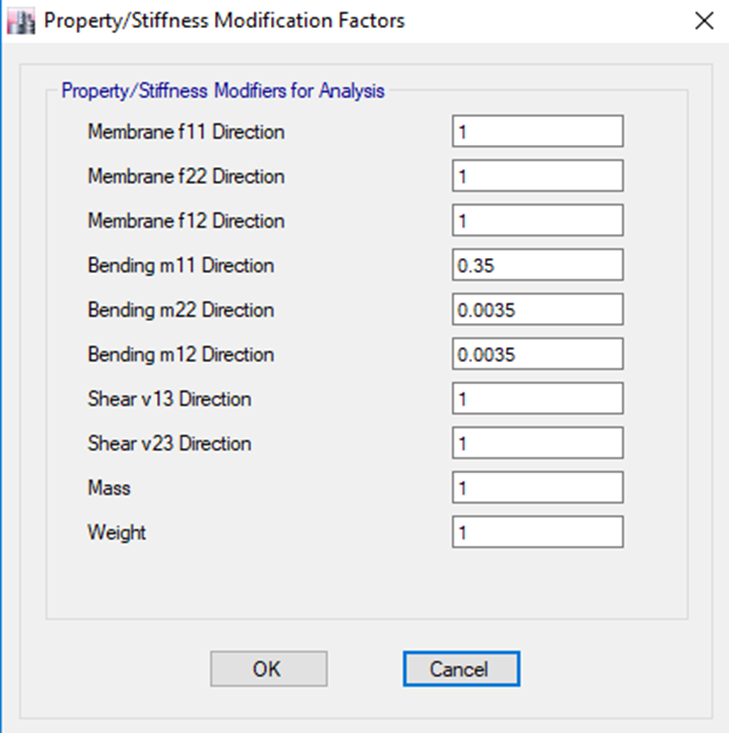 Property/Stiffness Modification Factors
Property/Stiffness Modifiers for Analysis
Membrane f11 Direction 1
Membrane f22 Direction 1
Membrane f12 Direction 1
Bending m11 Direction 0.35
Bending m22 Direction 0.0035
Bending m12 Direction 0.0035
Shear v13 Direction 1
Shear v23 Direction 1
Mass 1
Weight 1
OK Cancel